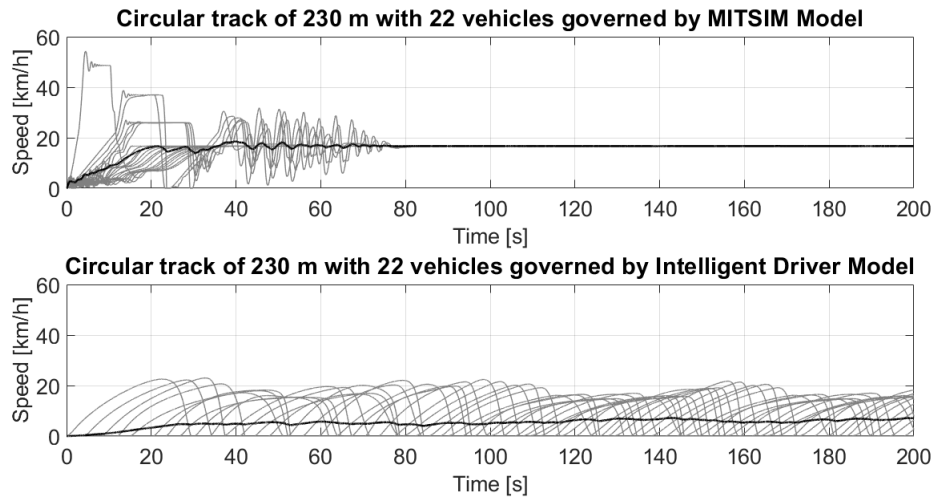 Circular track of 230 m with 22 vehicles governed by MITSIM Model
Speed [km/h]
60
40
20
0
0 20 40 60 80 100 120 140 160 180 200
Time [s]
Circular track of 230 m with 22 vehicles governed by Intelligent Driver Model
Speed [km/h]
60
40
20
0
0 20 40 60 80 100 120 140 160 180 200
Time [s]